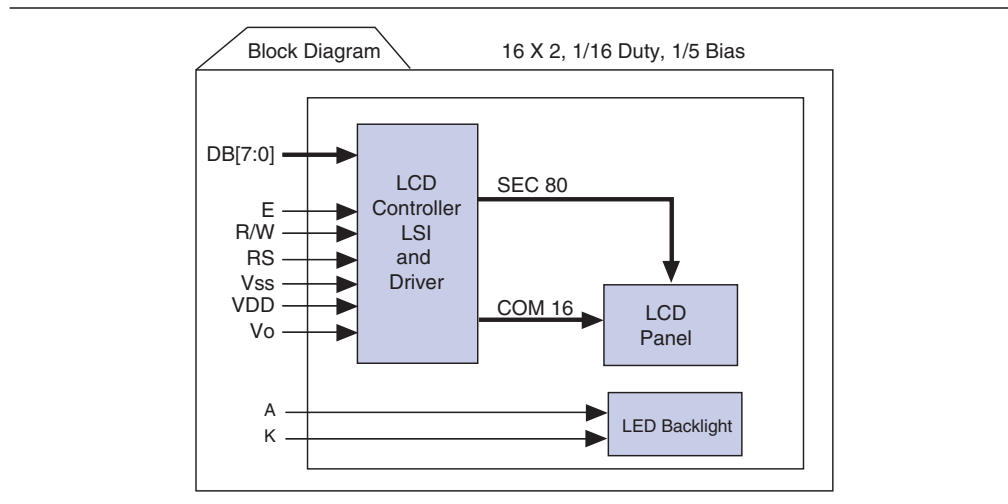 Block Diagram
16 X 2, 1/16 Duty, 1/5 Bias
DB[7:0]
E
R/W
RS
Vss
VDD
Vo
LCD
Controller
LSI
and
Driver
SEC 80
COM 16
LCD
Panel
A
K
LED Backlight